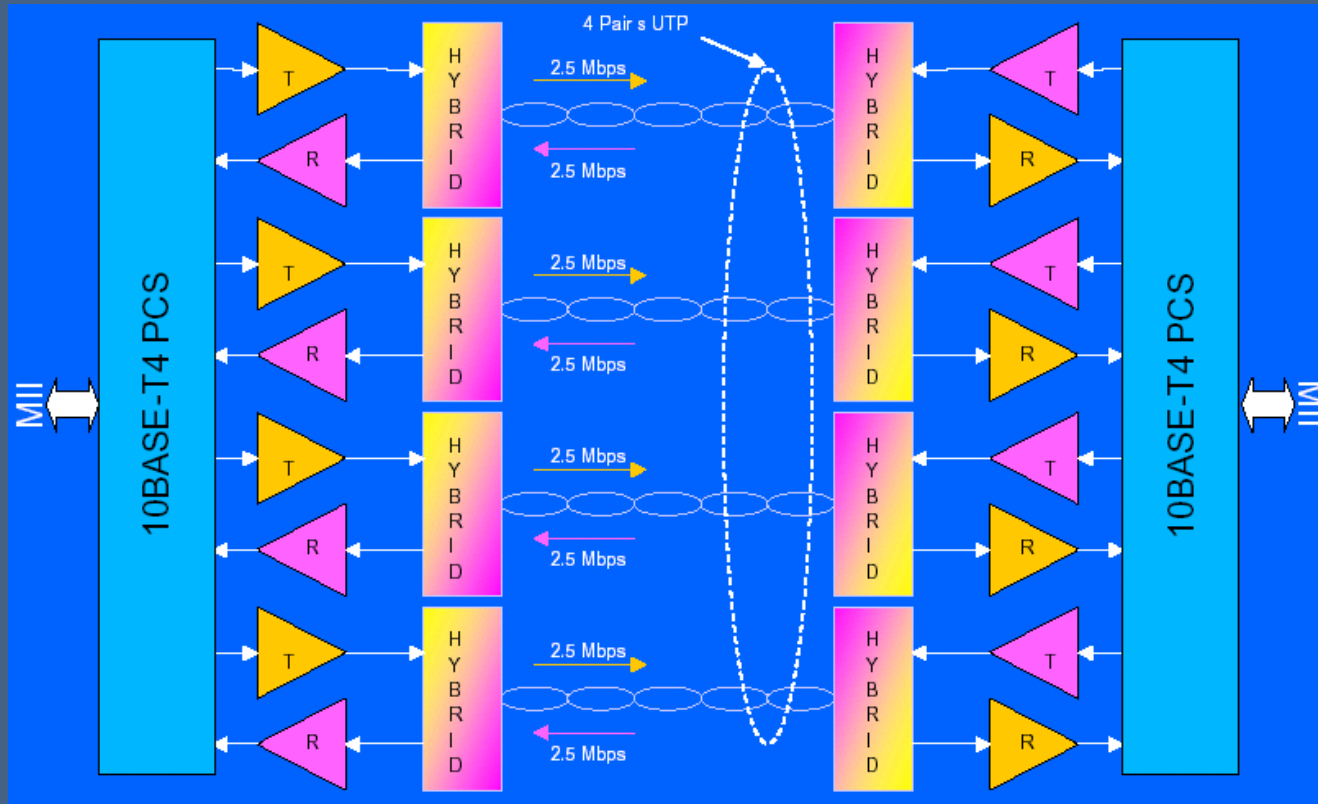 4 Pair s UTP
T
HYBRID
2.5 Mbps
HYBRID
T
R
2.5 Mbps
R
T
HYBRID
2.5 Mbps
HYBRID
T
R
2.5 Mbps
R
10BASE-T4 PCS
10BASE-T4 PCS
MII
MII
T
HYBRID
2.5 Mbps
HYBRID
T
R
2.5 Mbps
R
T
HYBRID
2.5 Mbps
HYBRID
T
R
2.5 Mbps
R